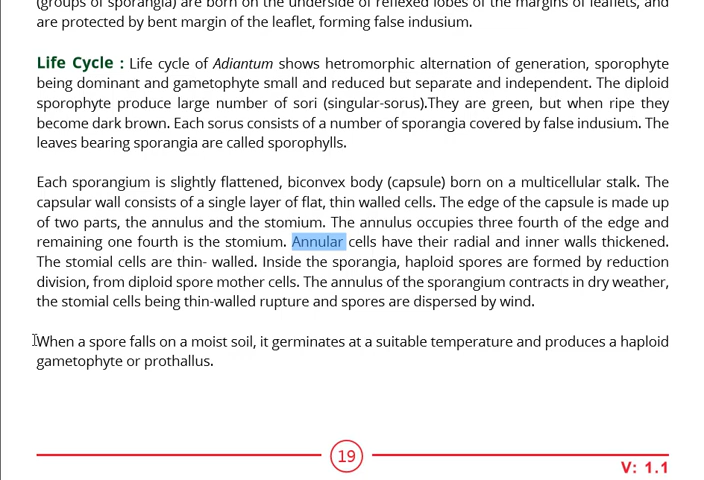 (groups of sporangia) are born on the underside of reflexed lobes of the margins of leaflets, and
are protected by bent margin of the leaflet, forming false indusium.
Life Cycle : Life cycle of Adiantum shows hetromorphic alternation of generation, sporophyte
being dominant and gametophyte small and reduced but separate and independent. The diploid
sporophyte produce large number of sori (singular-sorus).They are green, but when ripe they
become dark brown. Each sorus consists of a number of sporangia covered by false indusium. The
leaves bearing sporangia are called sporophylls.
Each sporangium is slightly flattened, biconvex body (capsule) born on a multicellular stalk. The
capsular wall consists of a single layer of flat, thin walled cells. The edge of the capsule is made up
of two parts, the annulus and the stomium. The annulus occupies three fourth of the edge and
remaining one fourth is the stomium. Annular cells have their radial and inner walls thickened.
The stomial cells are thin- walled. Inside the sporangia, haploid spores are formed by reduction
division, from diploid spore mother cells. The annulus of the sporangium contracts in dry weather,
the stomial cells being thin-walled rupture and spores are dispersed by wind.
When a spore falls on a moist soil, it germinates at a suitable temperature and produces a haploid
gametophyte or prothallus.
19
V: 1.1